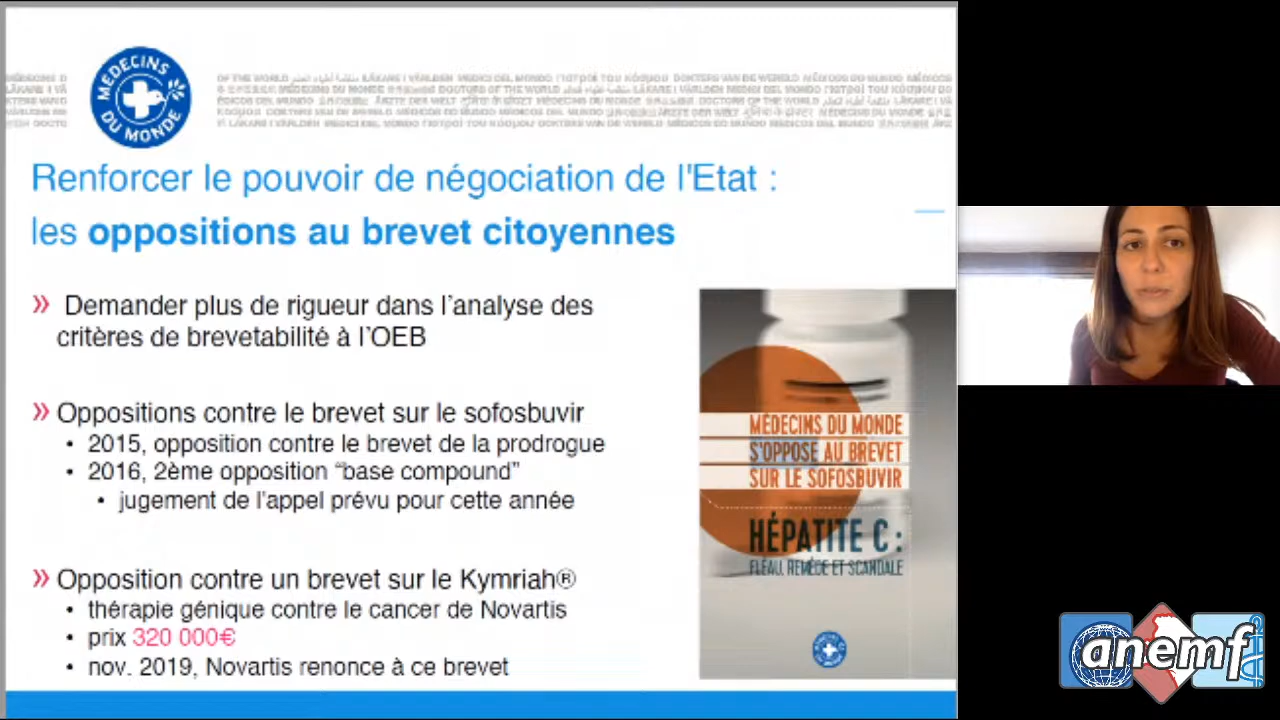 MEDECINS
DU MONDE
Renforcer le pouvoir de négociation de l'Etat :
les oppositions au brevet citoyennes
» Demander plus de rigueur dans l'analyse des
critères de brevetabilité à l'OEB
» Oppositions contre le brevet sur le sofosbuvir
• 2015, opposition contre le brevet de la prodrogue
• 2016, 2ème opposition “base compound”
• jugement de l'appel prévu pour cette année
» Opposition contre un brevet sur le Kymriah®
• thérapie génique contre le cancer de Novartis
• prix 320 000€
• nov. 2019, Novartis renonce à ce brevet
MÉDECINS DU MONDE
S'OPPOSE AU BREVET
SUR LE SOFOSBUVIR
HÉPATITE C :
FLÉAU, REMÈDE ET SCANDALE
anemf